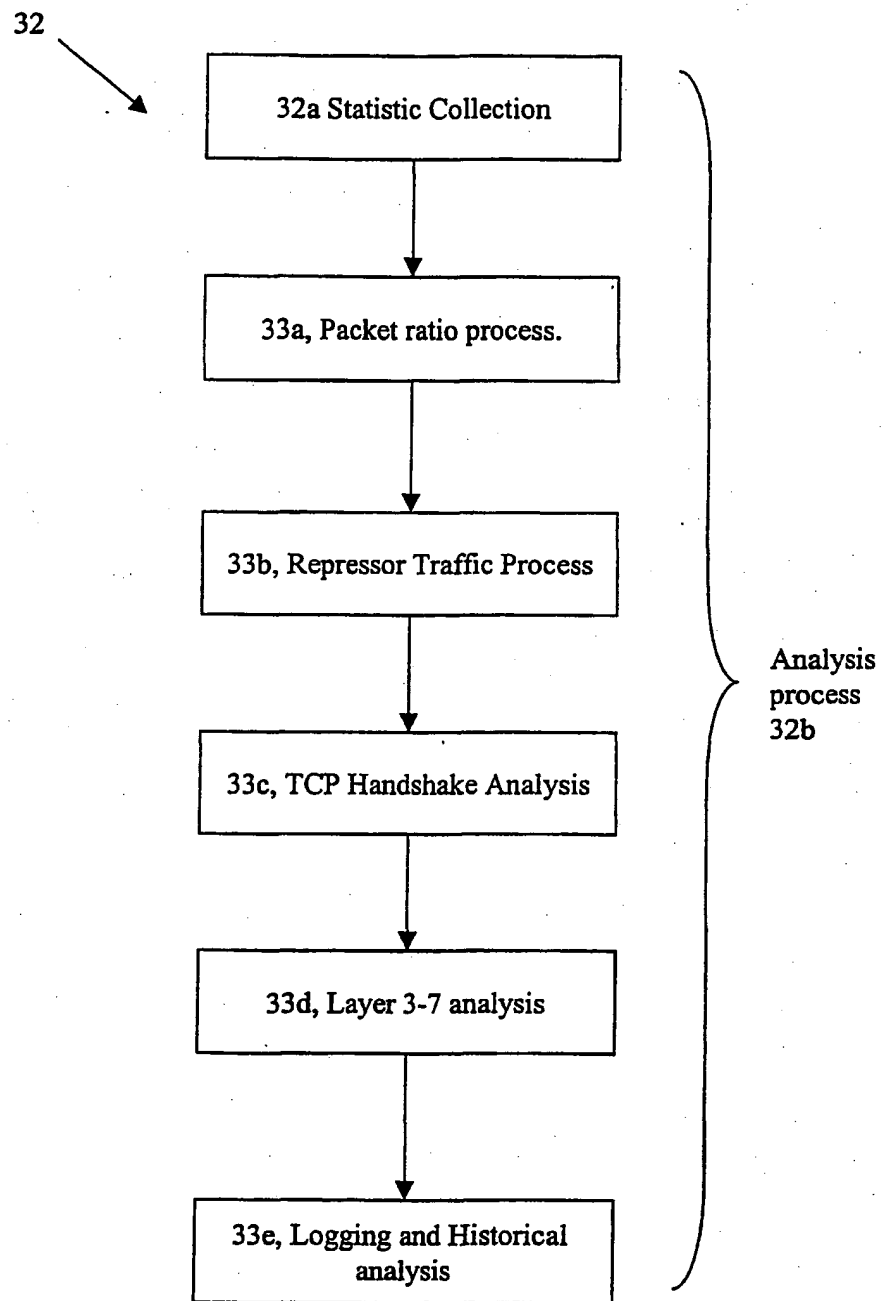 32
32a Statistic Collection
33a, Packet ratio process.
33b, Repressor Traffic Process
33c, TCP Handshake Analysis
33d, Layer 3-7 analysis
33e, Logging and Historical
analysis
Analysis
process
32b